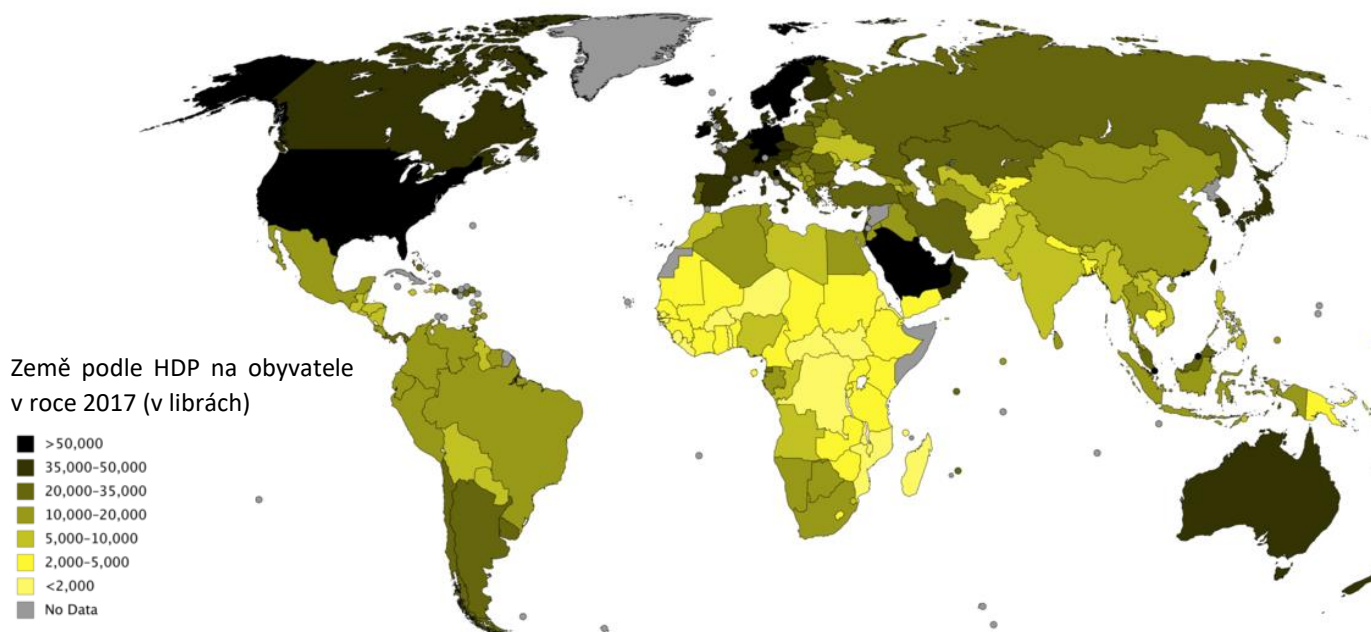 Země podle HDP na obyvatele
v roce 2017 (v librách)
>50,000
35,000–50,000
20,000–35,000
10,000–20,000
5,000–10,000
2,000–5,000
<2,000
No Data